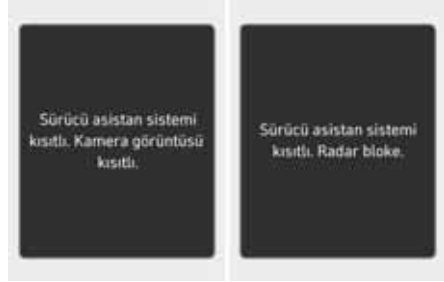 Sürücü asistan sistemi
kısıtlı. Kamera görüntüsü
kısıtlı.
Sürücü asistan sistemi
kısıtlı. Radar bloke.